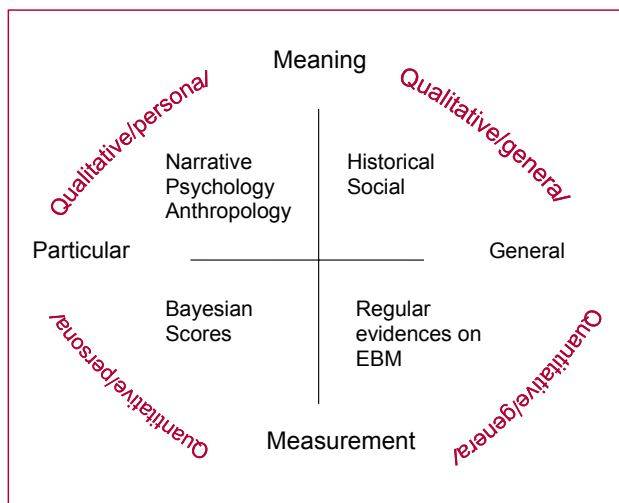 Meaning
Qualitative/personal
Qualitative/general
Narrative
Psychology
Anthropology
Historical
Social
Particular
General
Bayesian
Scores
Regular
evidences on
EBM
Quantitative/personal
Quantitative/general
Measurement